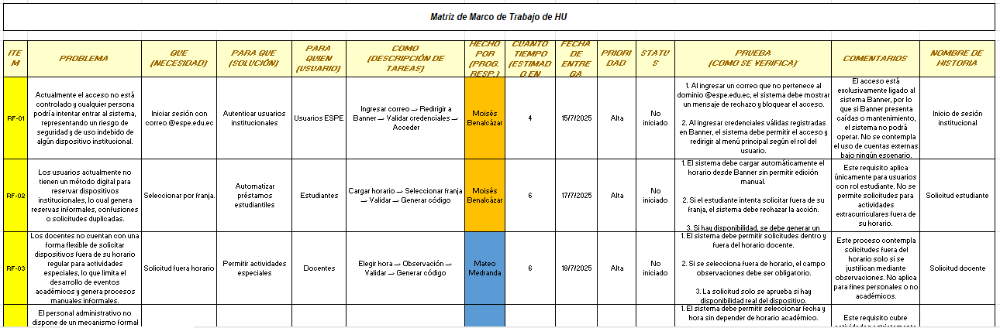 Matríz de Marco de Trabajo de HU
ITE
M
PROBLEMA
QUE
(NECESIDAD)
PARA QUE
(SOLUCIÓN)
PARA
QUIEN
(USUARIO)
COMO
(DESCRIPCIÓN DE
TAREAS)
HECHO
POR
(PROG.
RESP.)
CUANTO
TIEMPO
(ESTIMAD
O EN
FECHA
DE
ENTRE
GA
PRIORI
DAD
STATU
S
PRUEBA
(COMO SE VERIFICA)
COMENTARIOS
NOMBRE DE
HISTORIA
RF-01
Actualmente el acceso no está
controlado y cualquier persona
podría intentar entrar al sistema,
representando un riesgo de
seguridad y de uso indebido de
algún dispositivo institucional.
Iniciar sesión con
correo @espe.edu.ec
Autenticar usuarios
institucionales
Usuarios ESPE
Ingresar correo → Redirigir a
Banner → Validar credenciales →
Acceder
Moisés
Benalcázar
4
15/7/2025
Alta
No
iniciado
1. Al ingresar un correo que no pertenece al
dominio @espe.edu.ec, el sistema debe mostrar
un mensaje de rechazo y bloquear el acceso.
2. Al ingresar credenciales válidas registradas
en Banner, el sistema debe permitir el acceso y
redirigir al menú principal según el rol del
usuario.
El acceso está
exclusivamente ligado al
sistema Banner, por lo
que si Banner presenta
caídas o mantenimiento,
el sistema no podrá
operar. No se contempla
el uso de cuentas externas
bajo ningún escenario.
Inicio de sesión
institucional
RF-02
Los usuarios actualmente no
tienen un método digital para
reservar dispositivos
institucionales, lo cual genera
reservas informales, confusiones
o solicitudes duplicadas.
Seleccionar por franja.
Automatizar
préstamos
estudiantiles
Estudiantes
Cargar horario → Seleccionar franja
→ Validar → Generar código
Moisés
Benalcázar
6
17/7/2025
Alta
No
iniciado
1. El sistema debe cargar automáticamente el
horario desde Banner sin permitir edición
manual.
2. Si el estudiante intenta solicitar fuera de su
franja, el sistema debe rechazar la acción.
3. Si hay disponibilidad, se debe generar un
Este requisito aplica
únicamente para usuarios
con rol estudiante. No se
permite solicitudes para
actividades
extracurriculares fuera de
su horario.
Solicitud estudiante
RF-03
Los docentes no cuentan con una
forma flexible de solicitar
dispositivos fuera de su horario
regular para actividades
especiales, lo que limita el
desarrollo de eventos
académicos y genera procesos
manuales informales.
Solicitud fuera horario
Permitir actividades
especiales
Docentes
Elegir hora → Observación →
Validar → Generar código
Mateo
Medranda
6
18/7/2025
Alta
No
iniciado
1. El sistema debe permitir solicitudes dentro y
fuera del horario docente.
2. Si se selecciona fuera de horario, el campo
observaciones debe ser obligatorio.
3. La solicitud solo se aprueba si hay
disponibilidad real del dispositivo.
Este proceso contempla
solicitudes fuera del
horario solo si se
justifican mediante
observaciones. No aplica
para fines personales o no
académicos.
Solicitud docente
El personal administrativo no
dispone de un mecanismo formal
1. El sistema debe permitir seleccionar fecha y
hora sin depender de horario académico.
Este requisito cubre